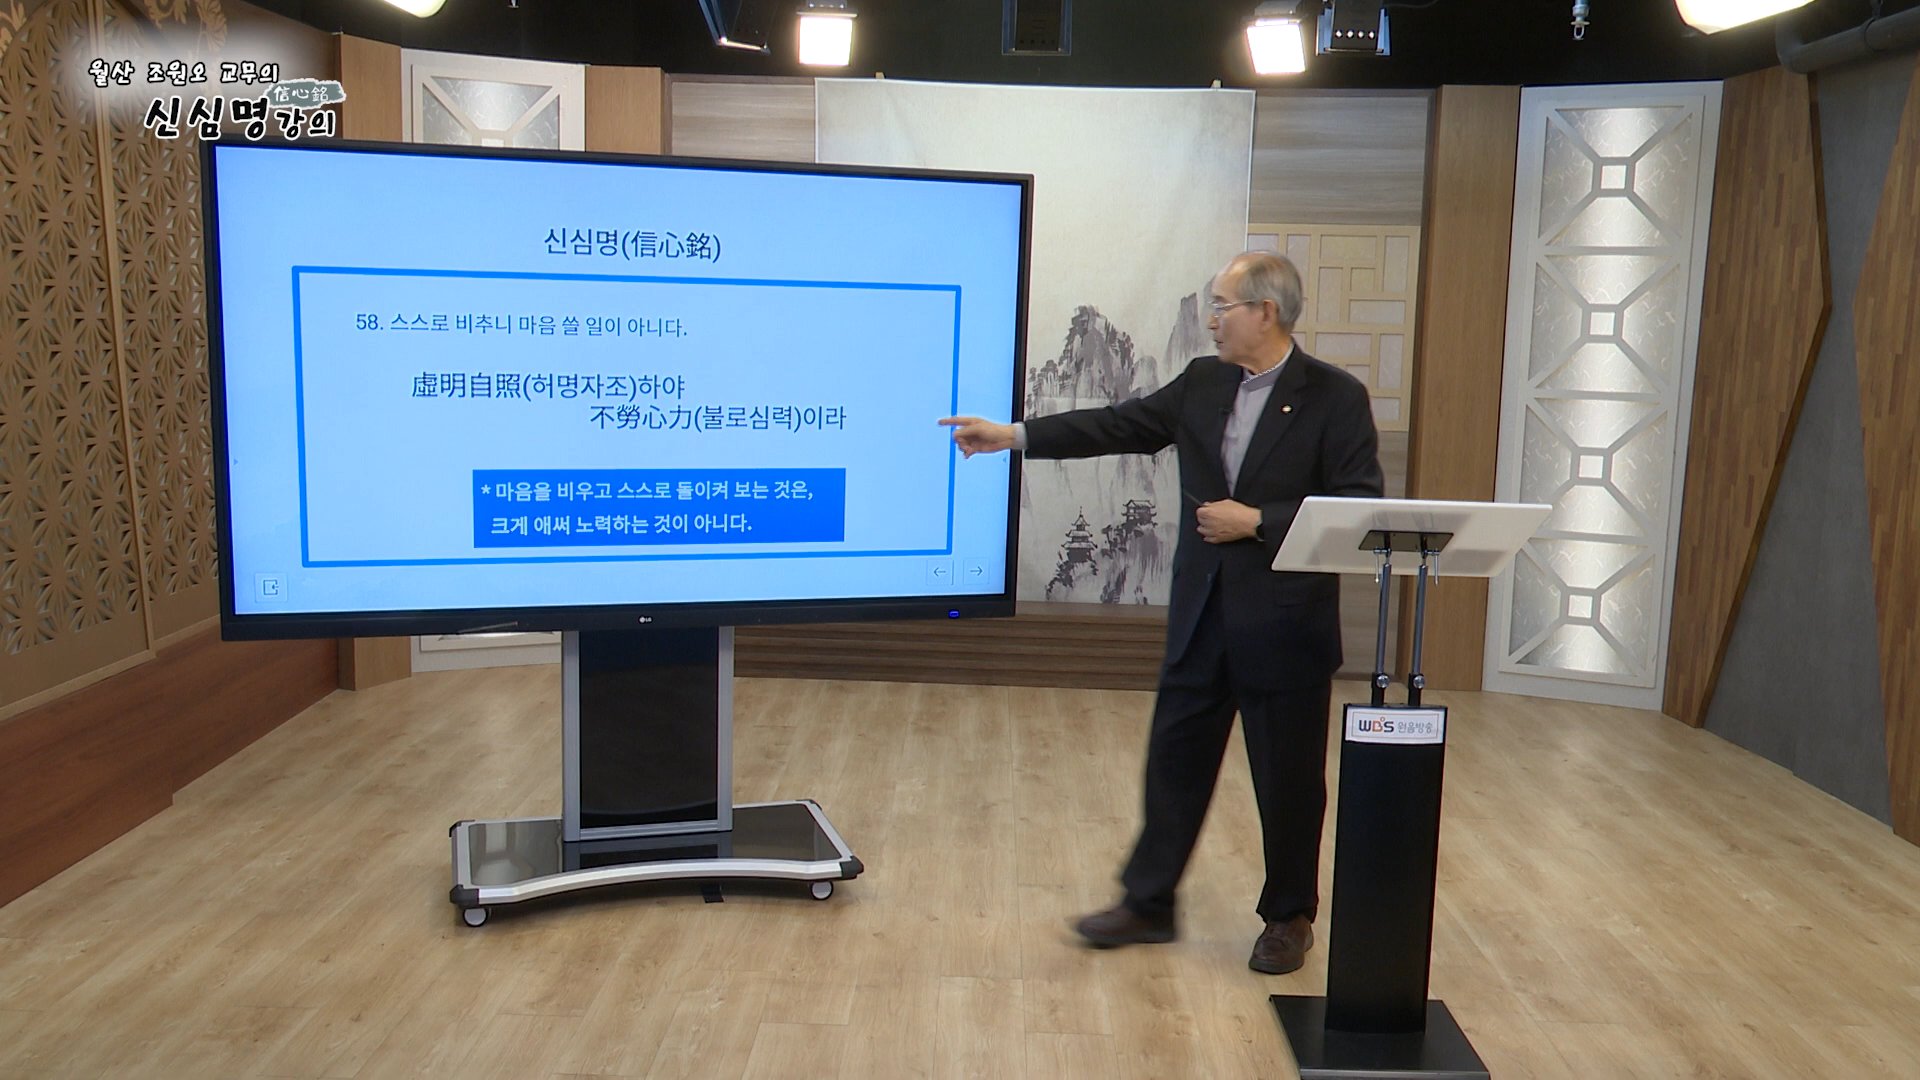 월산 조원오 교무의
신심명 信心銘 강의
신심명(信心銘)
58. 스스로 비추니 마음 쓸 일이 아니다.
虛明自照(허명자조)하야
不勞心力(불로심력)이라
* 마음을 비우고 스스로 돌이켜 보는 것은,
크게 애써 노력하는 것이 아니다.
LG
WBS 원음방송